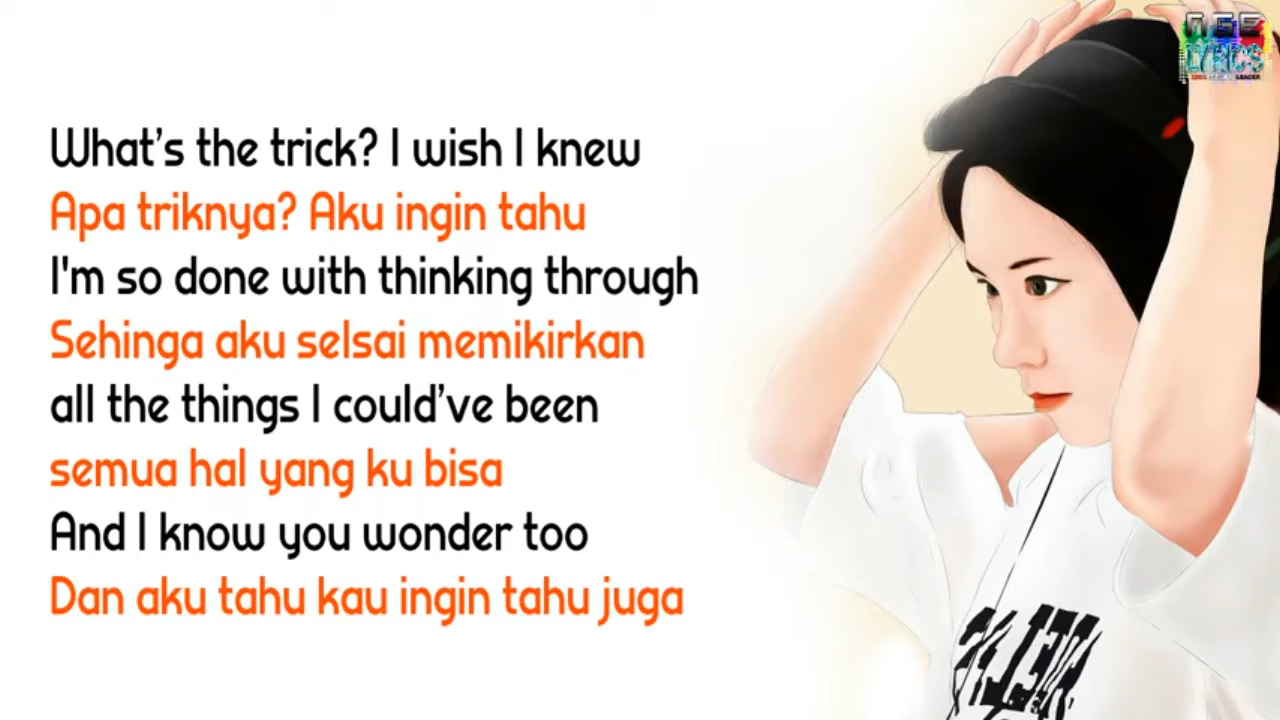 What's the trick? I wish I knew
Apa triknya? Aku ingin tahu
I'm so done with thinking through
Sehinga aku selsai memikirkan
all the things I could've been
semua hal yang ku bisa
And I know you wonder too
Dan aku tahu kau ingin tahu juga
AGE
LYRICS